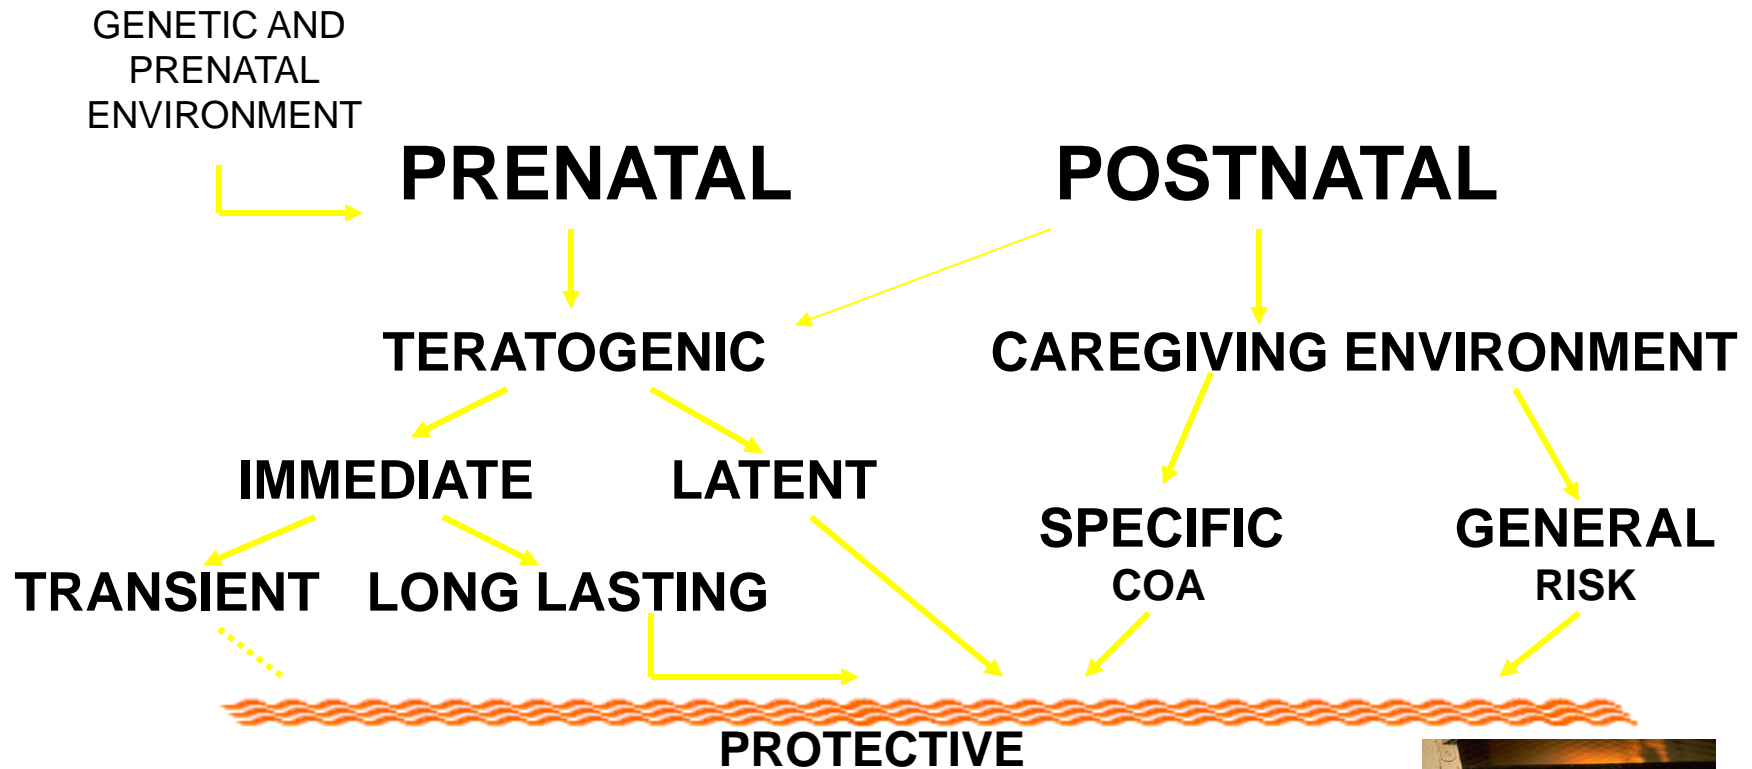 GENETIC AND
PRENATAL
ENVIRONMENT
PRENATAL
POSTNATAL
TERATOGENIC
CAREGIVING ENVIRONMENT
IMMEDIATE
LATENT
SPECIFIC
COA
GENERAL
RISK
TRANSIENT
LONG LASTING
PROTECTIVE